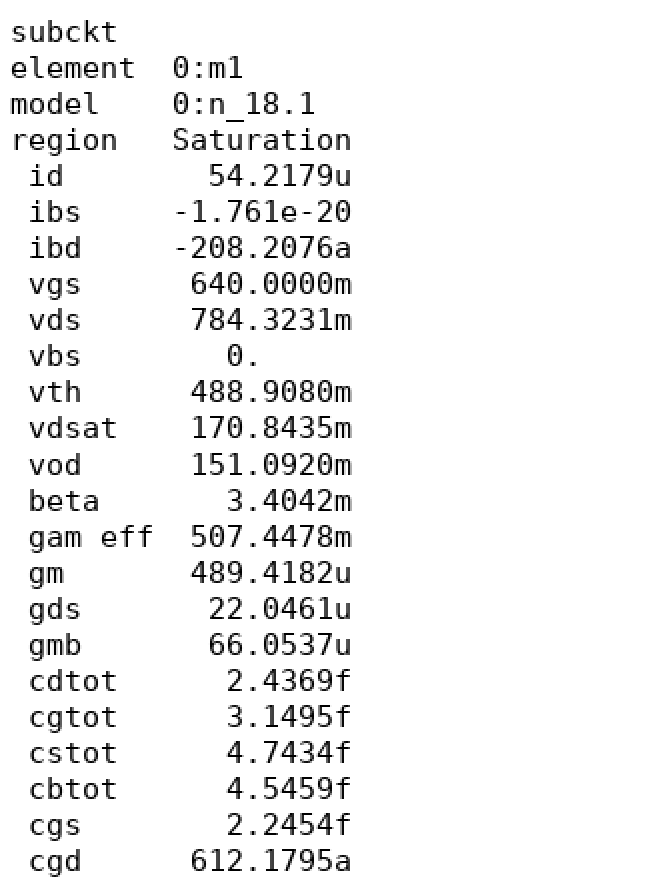 subckt
element 0:m1
model 0:n_18.1
region Saturation
id 54.2179u
ibs -1.761e-20
ibd -208.2076a
vgs 640.0000m
vds 784.3231m
vbs 0.
vth 488.9080m
vdsat 170.8435m
vod 151.0920m
beta 3.4042m
gam eff 507.4478m
gm 489.4182u
gds 22.0461u
gmb 66.0537u
cdtot 2.4369f
cgtot 3.1495f
cstot 4.7434f
cbtot 4.5459f
cgs 2.2454f
cgd 612.1795a